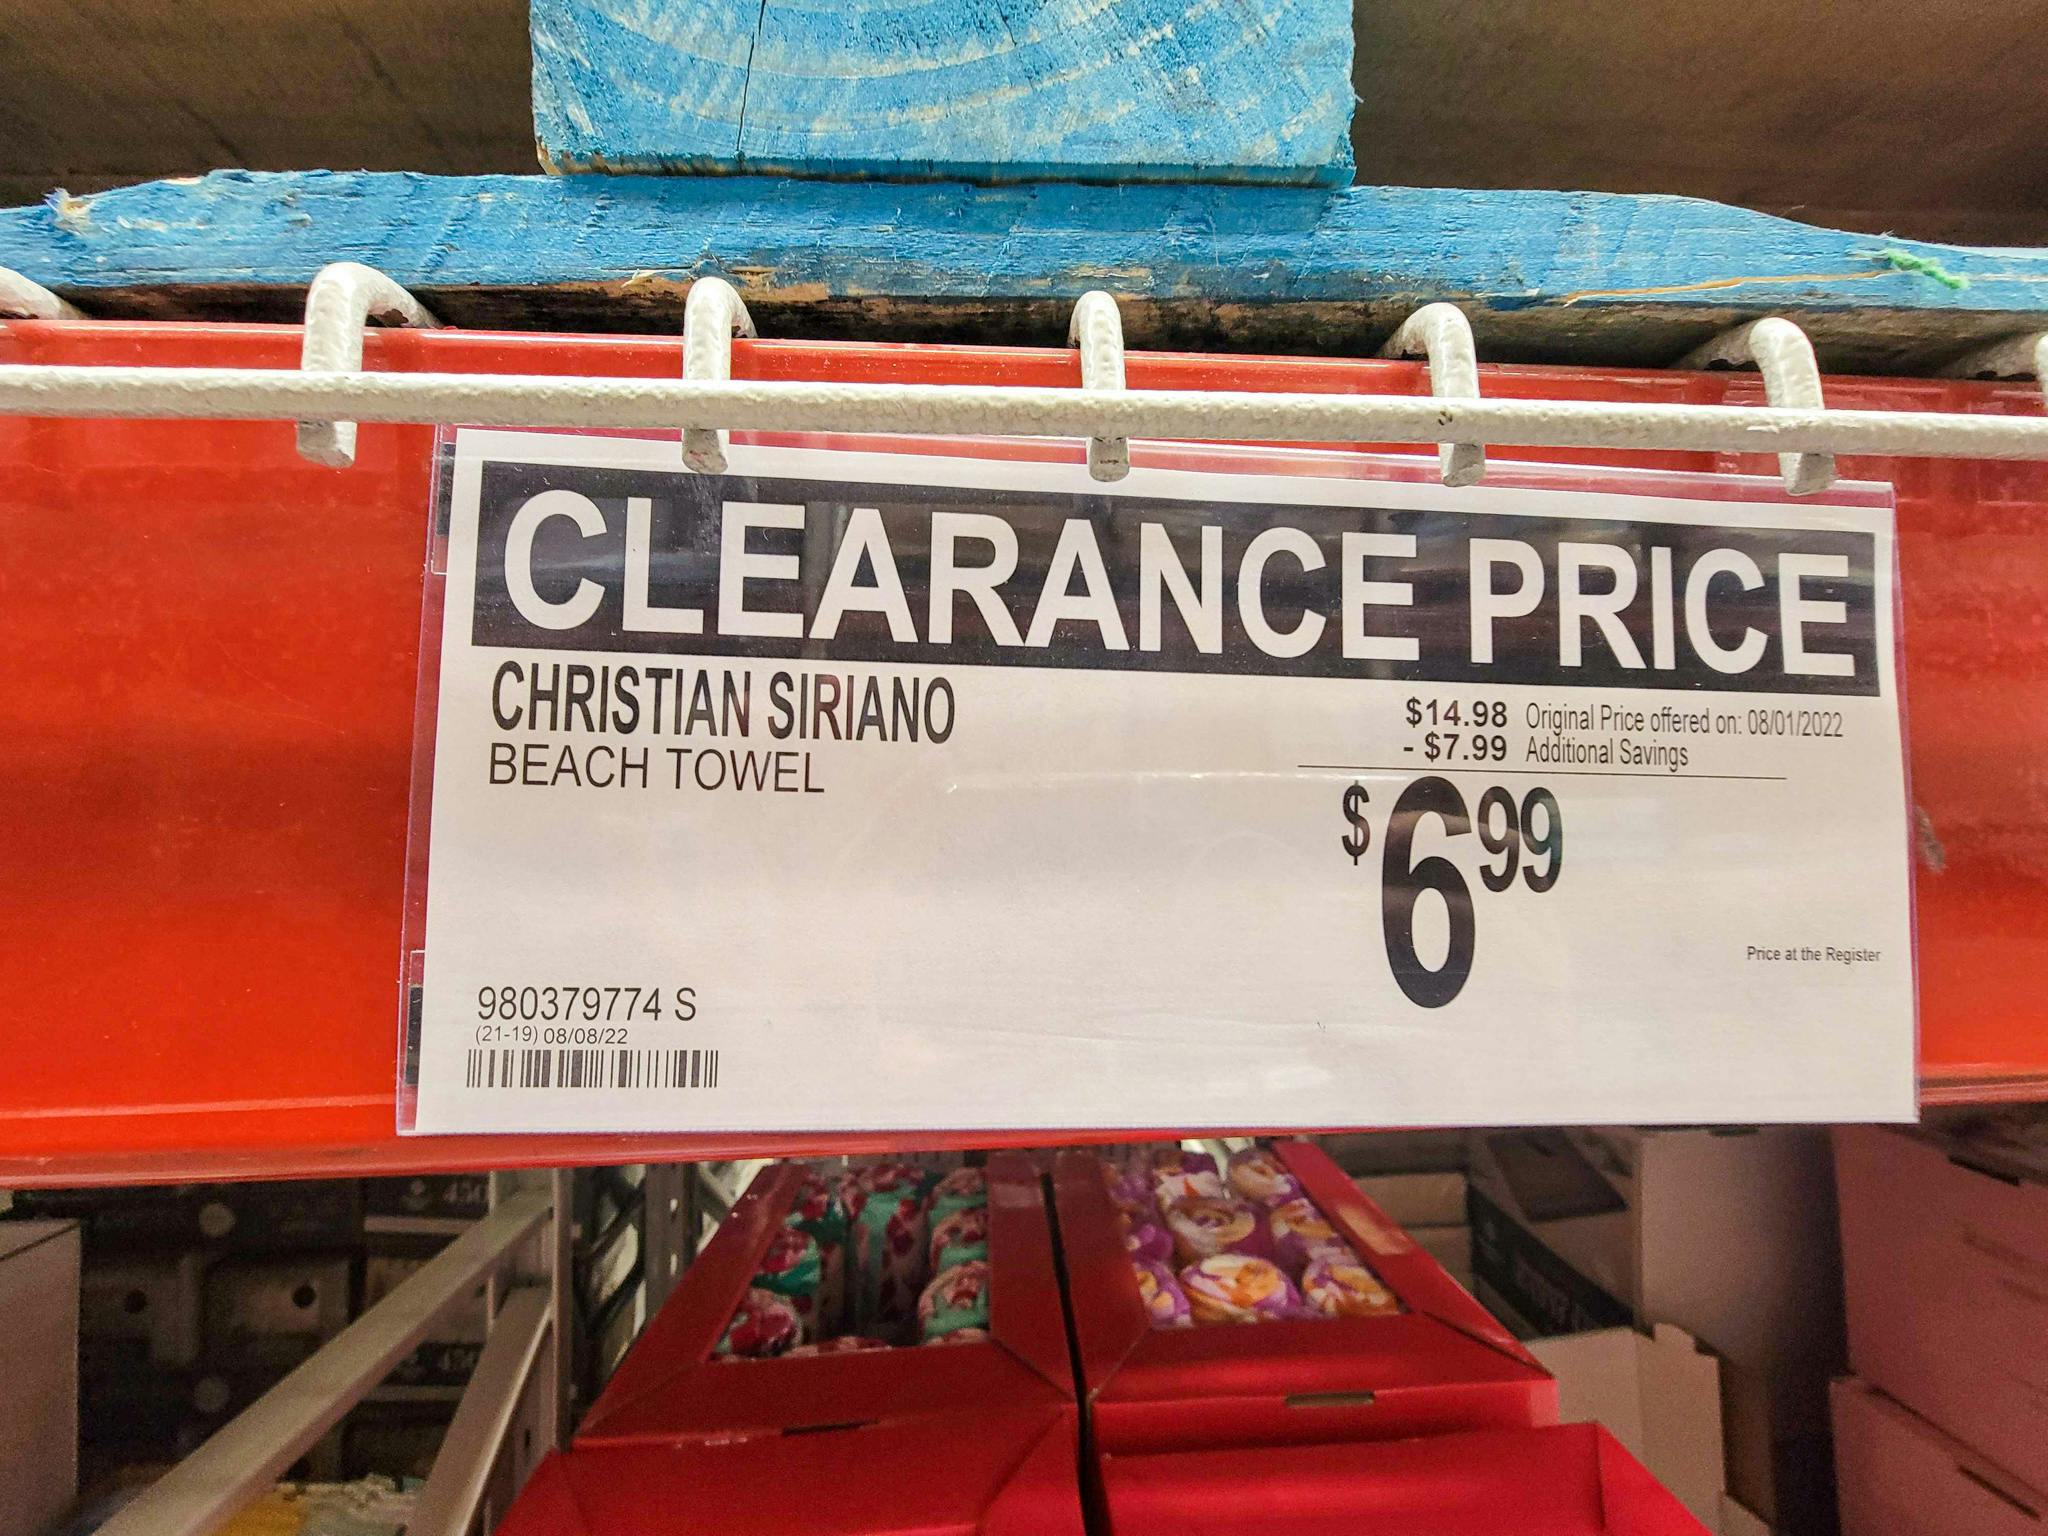 CLEARANCE PRICE
CHRISTIAN SIRIANO
BEACH TOWEL
$14.98 Original Price offered on: 08/01/2022
- $7.99 Additional Savings
$6 99
Price at the Register
980379774 S
(21-19) 08/08/22